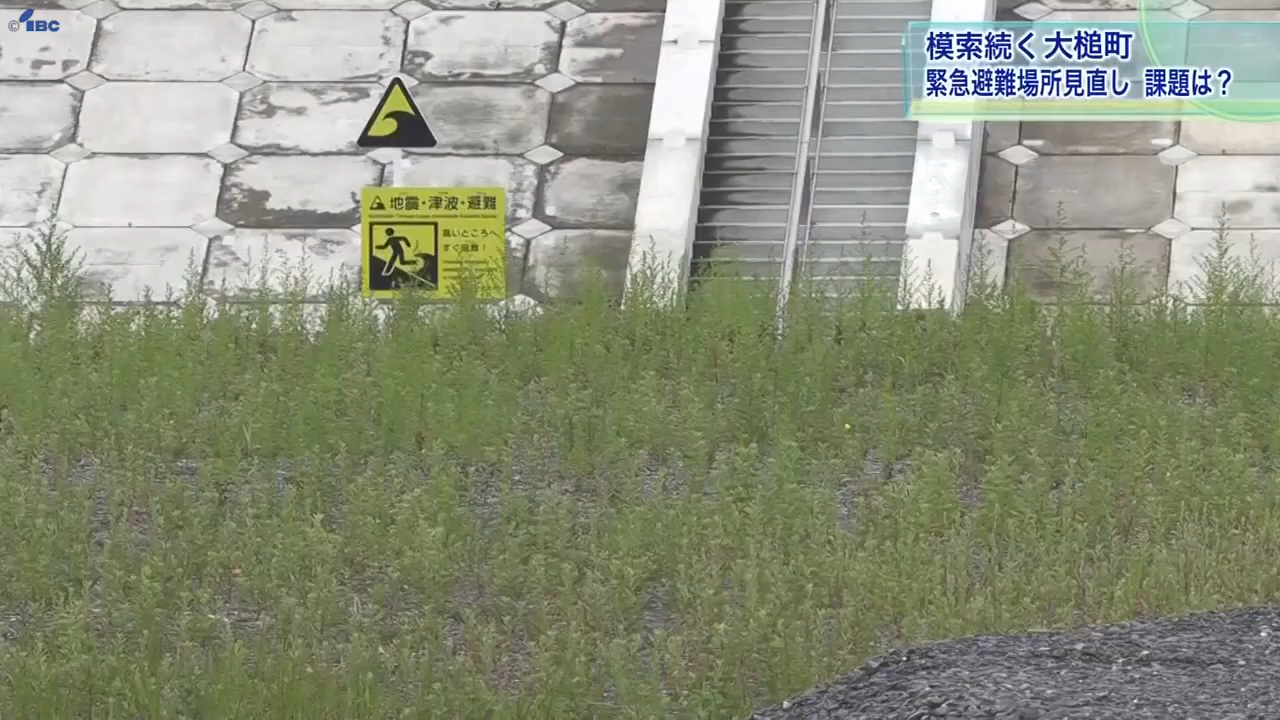 ©IBC
模索続く大槌町
緊急避難場所見直し 課題は？
地震・津波・避難
高いところへ
すぐ避難！